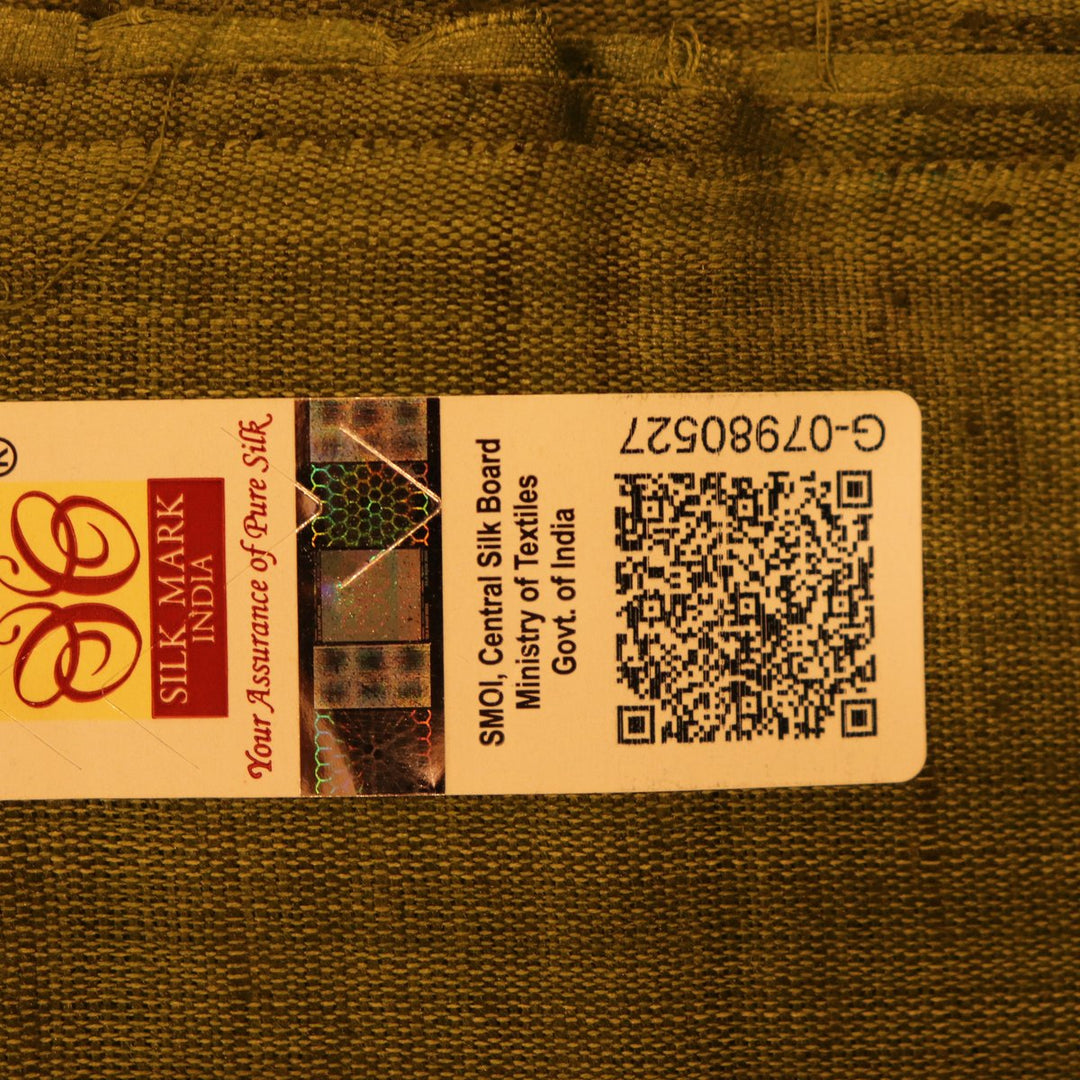 ®
SILK MARK
INDIA
Your Assurance of Pure Silk
SMOI, Central Silk Board
Ministry of Textiles
Govt. of India
G-07980527